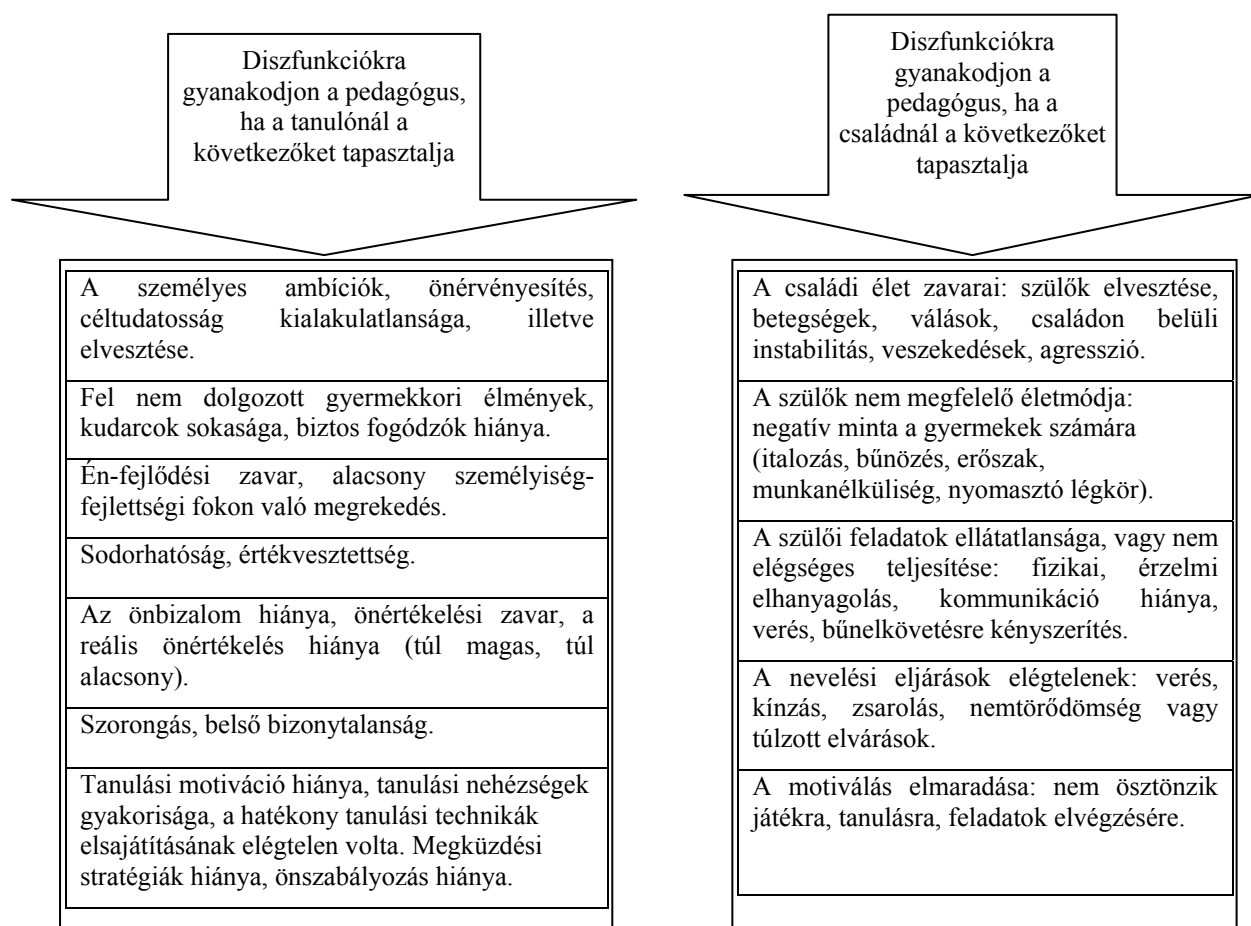 Diszfunkciókra
gyanakodjon a pedagógus,
ha a tanulónál a
következőket tapasztalja
A személyes ambíciók, önérvényesítés,
céltudatosság kialakulatlansága, illetve
elvesztése.
Fel nem dolgozott gyermekkori élmények,
kudarcok sokasága, biztos fogódzók hiánya.
Én-fejlődési zavar, alacsony személyiség-
fejlettségi fokon való megrekedés.
Sodorhatóság, értékvesztettség.
Az önbizalom hiánya, önértékelési zavar, a
reális önértékelés hiánya (túl magas, túl
alacsony).
Szorongás, belső bizonytalanság.
Tanulási motiváció hiánya, tanulási nehézségek
gyakorisága, a hatékony tanulási technikák
elsajátításának elégtelen volta. Megküzdési
stratégiák hiánya, önszabályozás hiánya.
Diszfunkciókra
gyanakodjon a
pedagógus, ha a
családnál a következőket
tapasztalja
A családi élet zavarai: szülők elvesztése,
betegségek, válások, családon belüli
instabilitás, veszekedések, agresszió.
A szülők nem megfelelő életmódja:
negatív minta a gyermekek számára
(italozás, bűnözés, erőszak,
munkanélküliség, nyomasztó légkör).
A szülői feladatok ellátatlansága, vagy nem
elégséges teljesítése: fizikai, érzelmi
elhanyagolás, kommunikáció hiánya,
verés, bűnelkövetésre kényszerítés.
A nevelési eljárások elégtelenek: verés,
kínzás, zsarolás, nemtörődömség vagy
túlzott elvárások.
A motiválás elmaradása: nem ösztönzik
játékra, tanulásra, feladatok elvégzésére.